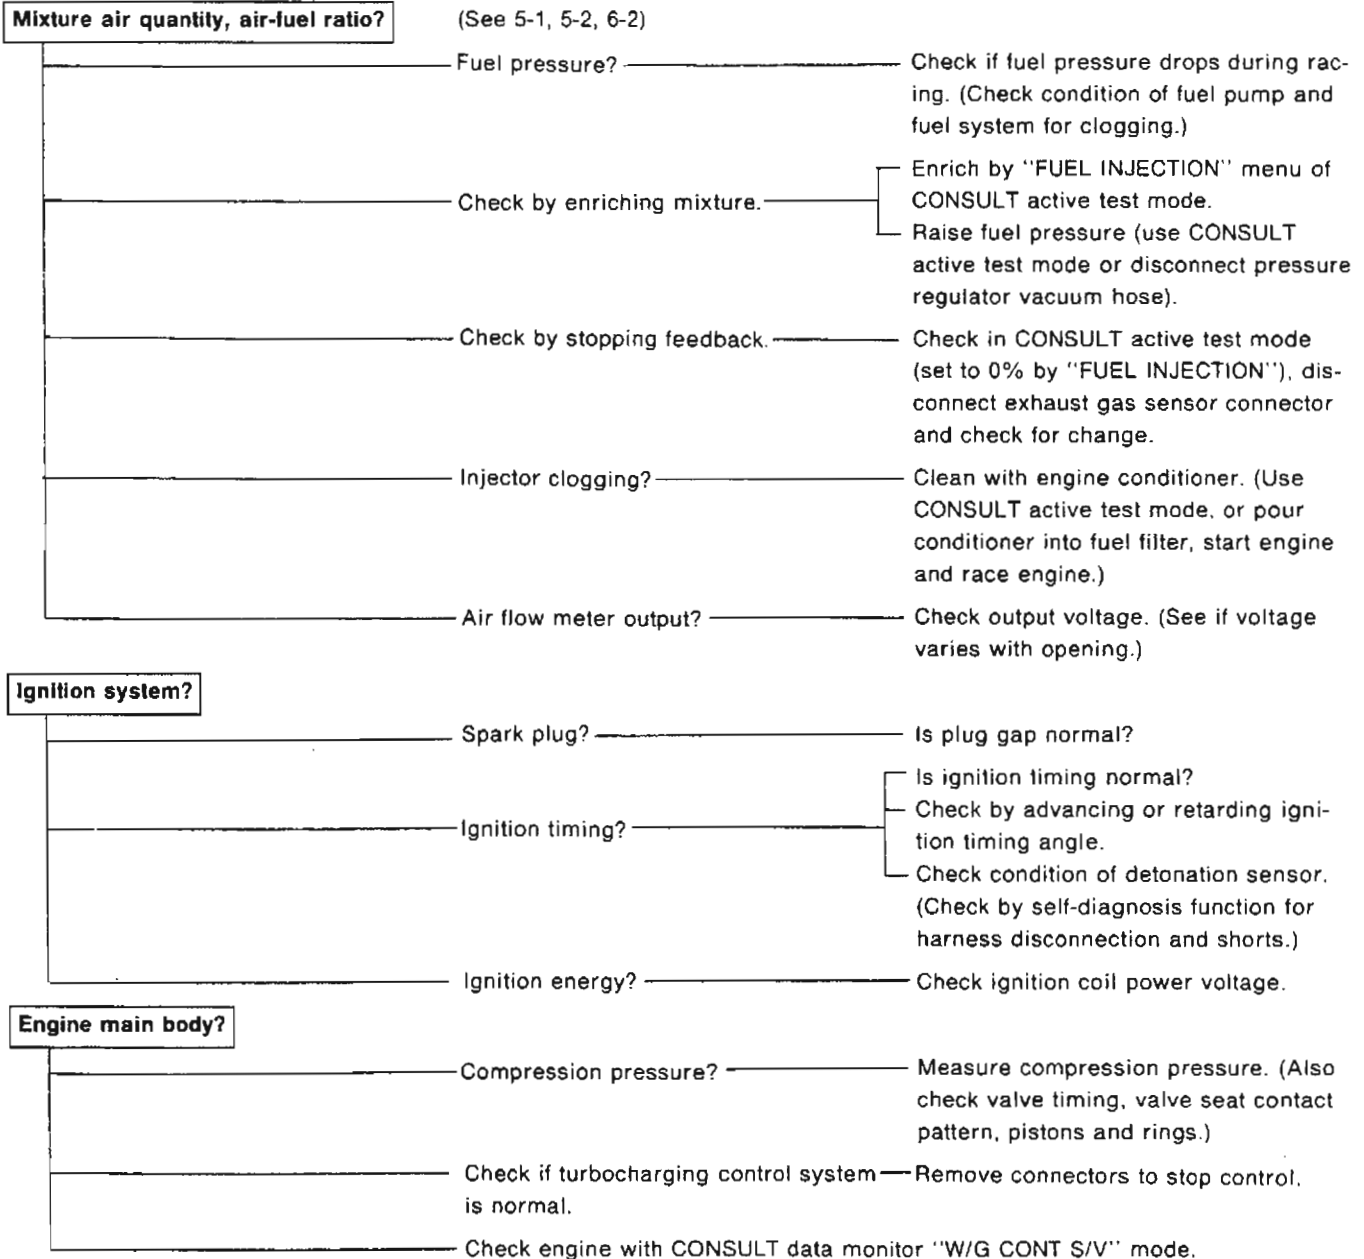 Mixture air quantity, air-fuel ratio?
(See 5-1, 5-2, 6-2)
Fuel pressure?
Check if fuel pressure drops during rac-
ing. (Check condition of fuel pump and
fuel system for clogging.)
Check by enriching mixture.
Enrich by "FUEL INJECTION" menu of
CONSULT active test mode.
Raise fuel pressure (use CONSULT
active test mode or disconnect pressure
regulator vacuum hose).
Check by stopping feedback.
Check in CONSULT active test mode
(set to 0% by "FUEL INJECTION"), dis-
connect exhaust gas sensor connector
and check for change.
Injector clogging?
Clean with engine conditioner. (Use
CONSULT active test mode, or pour
conditioner into fuel filter, start engine
and race engine.)
Air flow meter output?
Check output voltage. (See if voltage
varies with opening.)
Ignition system?
Spark plug?
Is plug gap normal?
Ignition timing?
Is ignition timing normal?
Check by advancing or retarding igni-
tion timing angle.
Check condition of detonation sensor.
(Check by self-diagnosis function for
harness disconnection and shorts.)
Ignition energy?
Check ignition coil power voltage.
Engine main body?
Compression pressure?
Measure compression pressure. (Also
check valve timing, valve seat contact
pattern, pistons and rings.)
Check if turbocharging control system
is normal.
Remove connectors to stop control.
Check engine with CONSULT data monitor "W/G CONT S/V" mode.